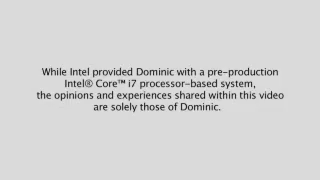 While Intel provided Dominic with a pre-production
Intel® Core™ i7 processor-based system,
the opinions and experiences shared within this video
are solely those of Dominic.